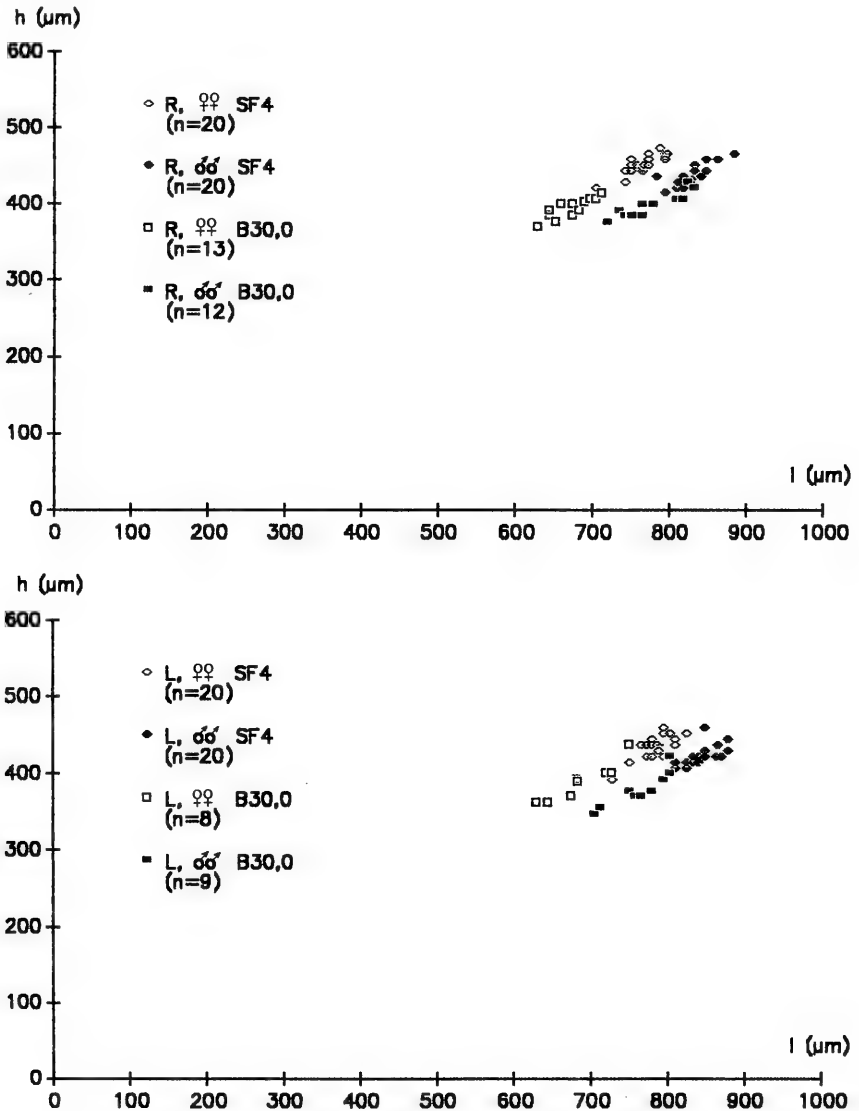 h (µm)
600
500
400
300
200
100
0
R, ♀♀ SF4
(n=20)
R, ♂♂ SF4
(n=20)
R, ♀♀ B30,0
(n=13)
R, ♂♂ B30,0
(n=12)
l (µm)
0 100 200 300 400 500 600 700 800 900 1000
h (µm)
600
500
400
300
200
100
0
L, ♀♀ SF4
(n=20)
L, ♂♂ SF4
(n=20)
L, ♀♀ B30,0
(n=8)
L, ♂♂ B30,0
(n=9)
l (µm)
0 100 200 300 400 500 600 700 800 900 1000